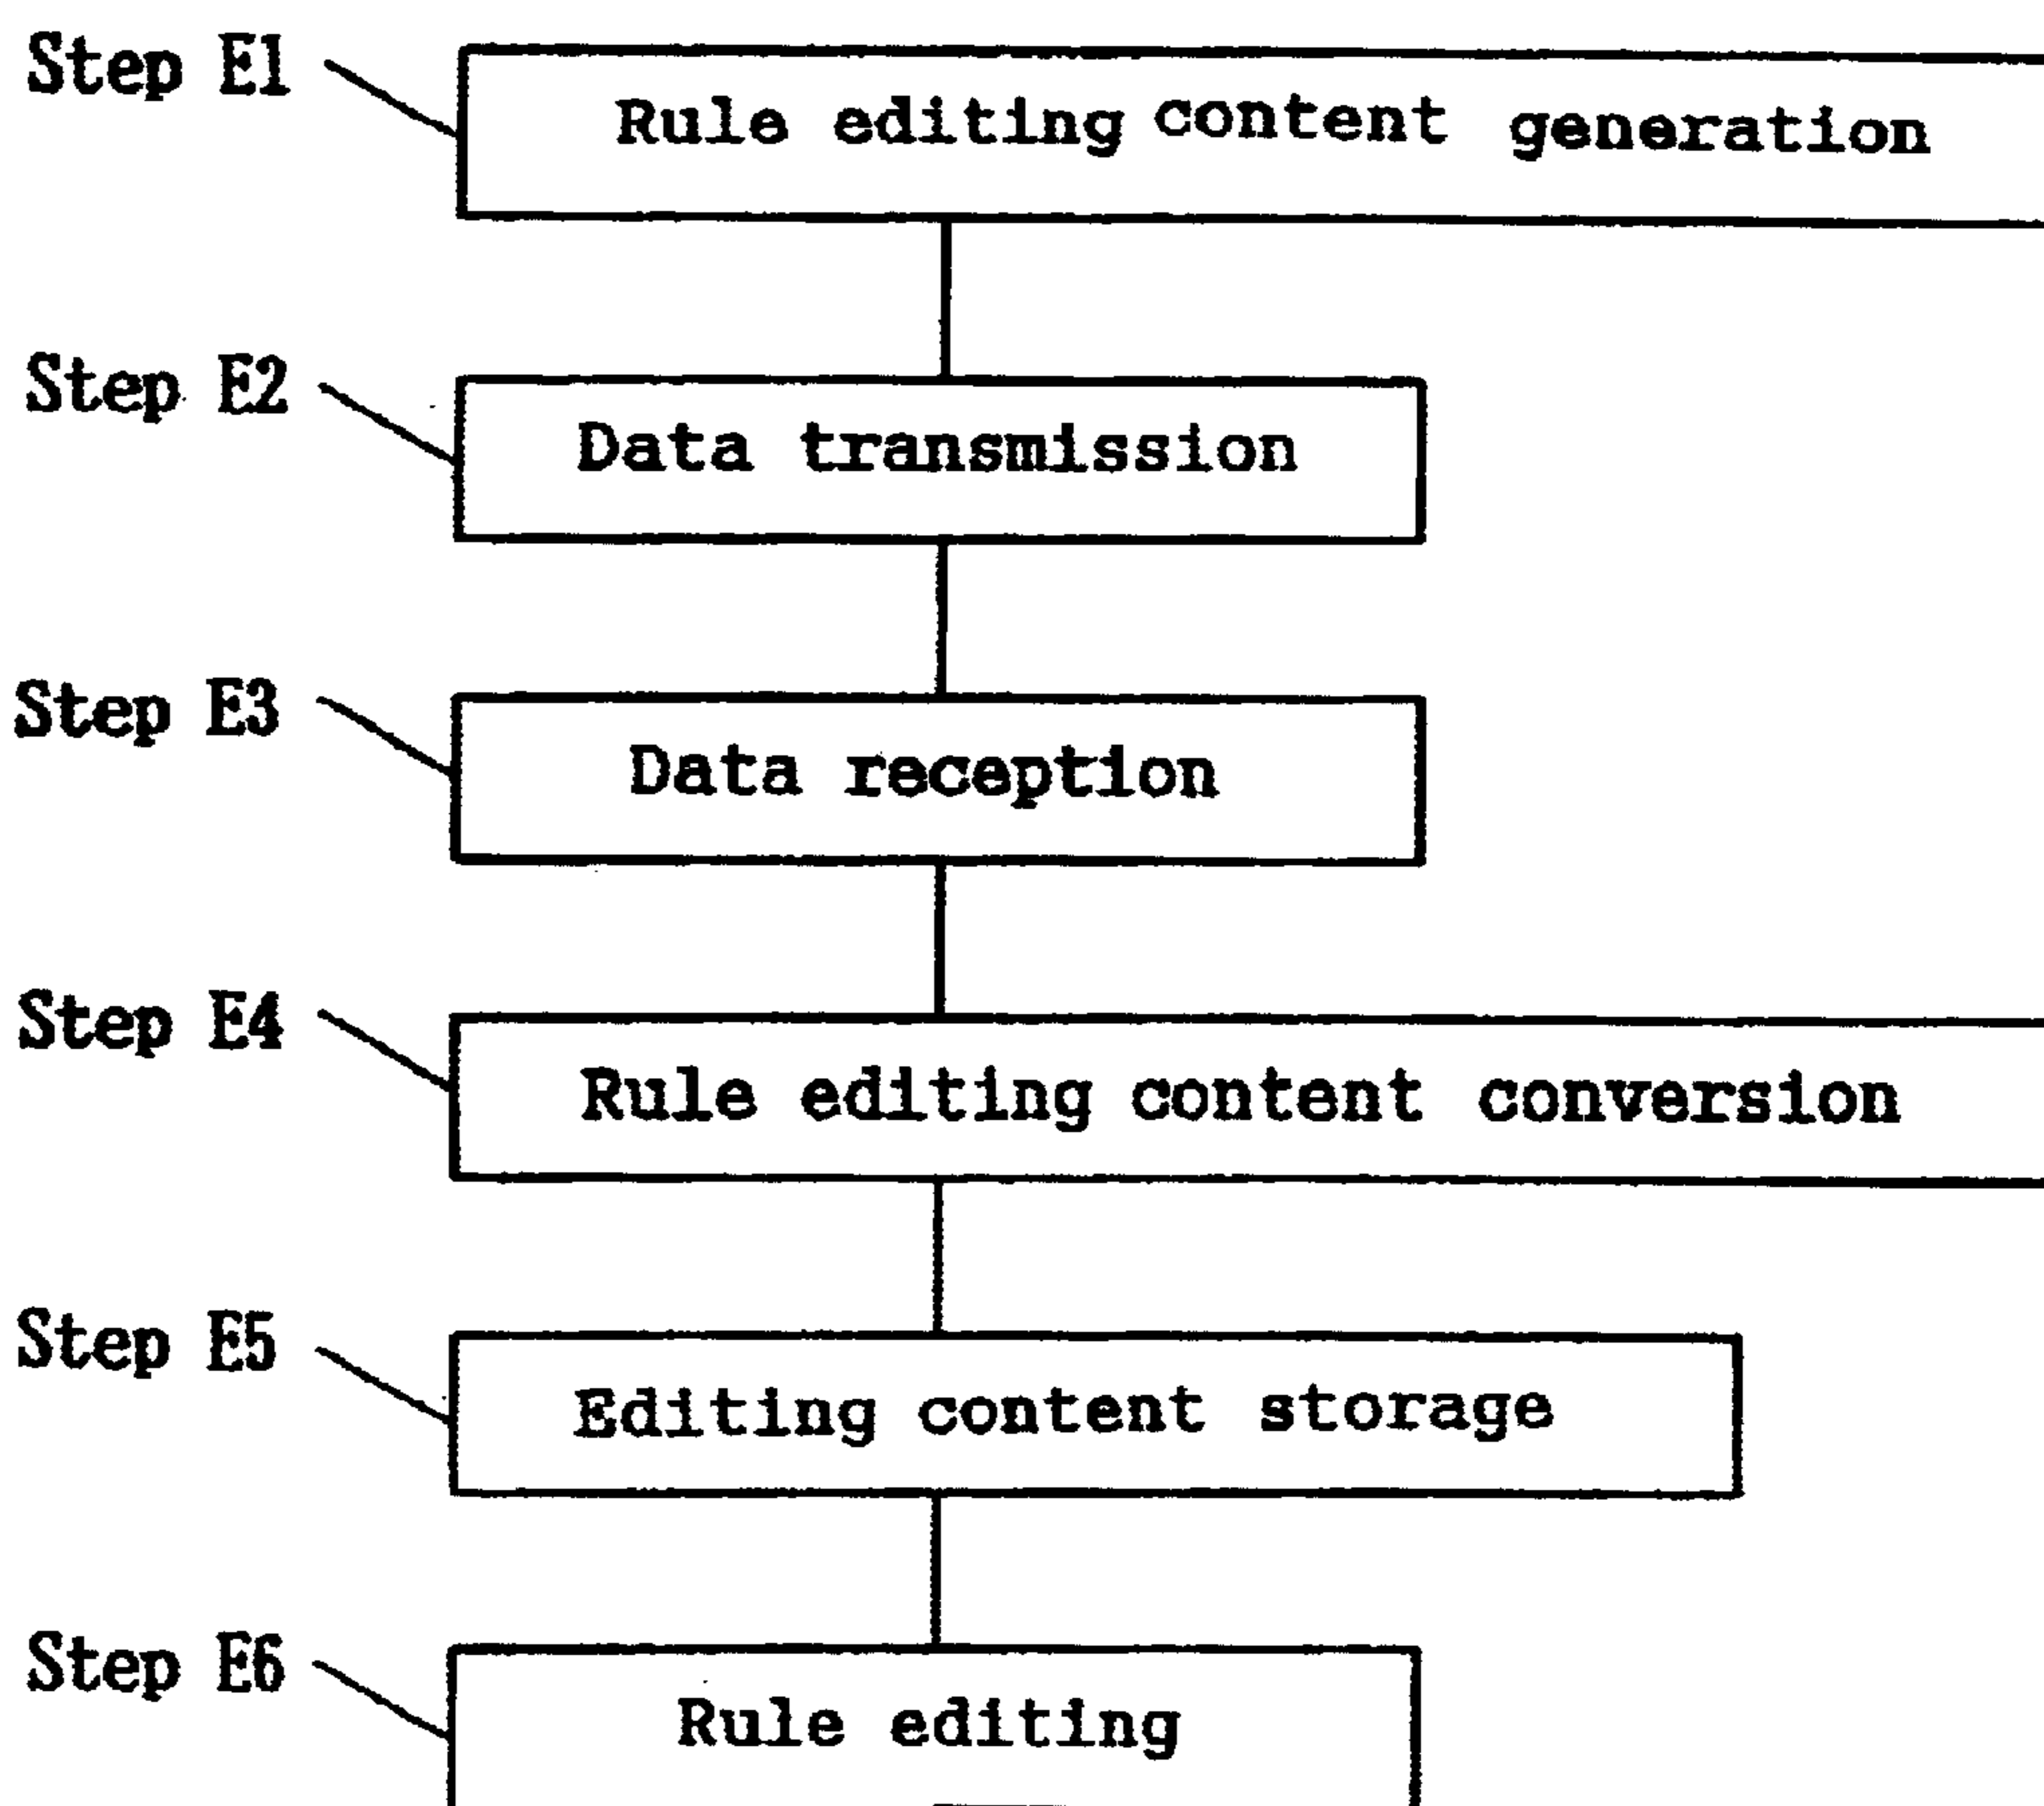 Step E1
Rule editing content generation
Step E2
Data transmission
Step E3
Data reception
Step E4
Rule editing content conversion
Step E5
Editing content storage
Step E6
Rule editing